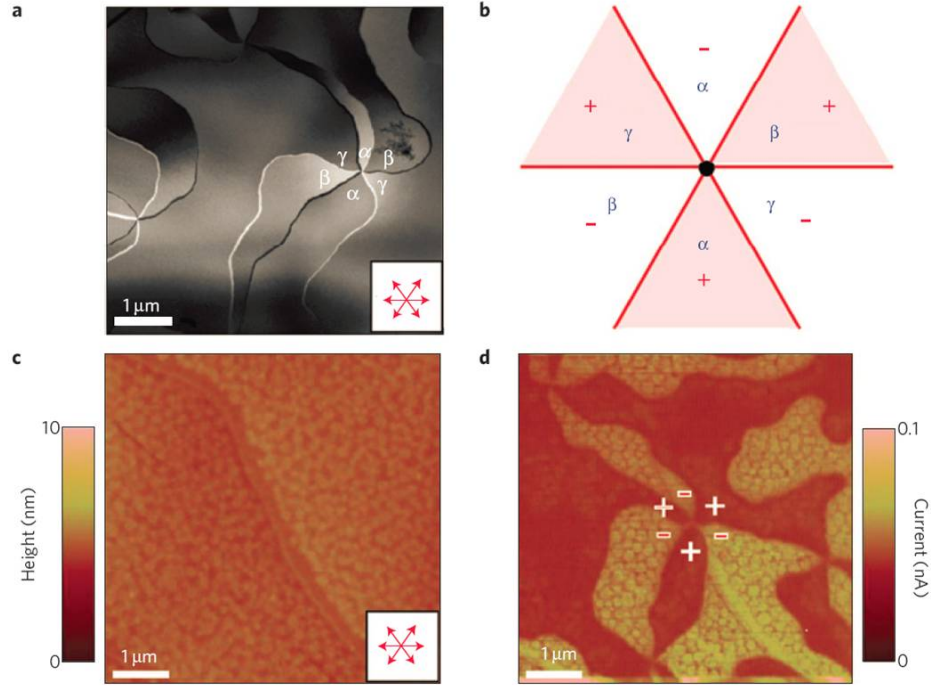 a
γ α β
β α γ
1 μm
b
−
α
+ +
γ β
β γ
− −
α
+
c
10
Height (nm)
0
1 μm
d
−
+ +
− −
+
1 μm
0.1
Current (nA)
0